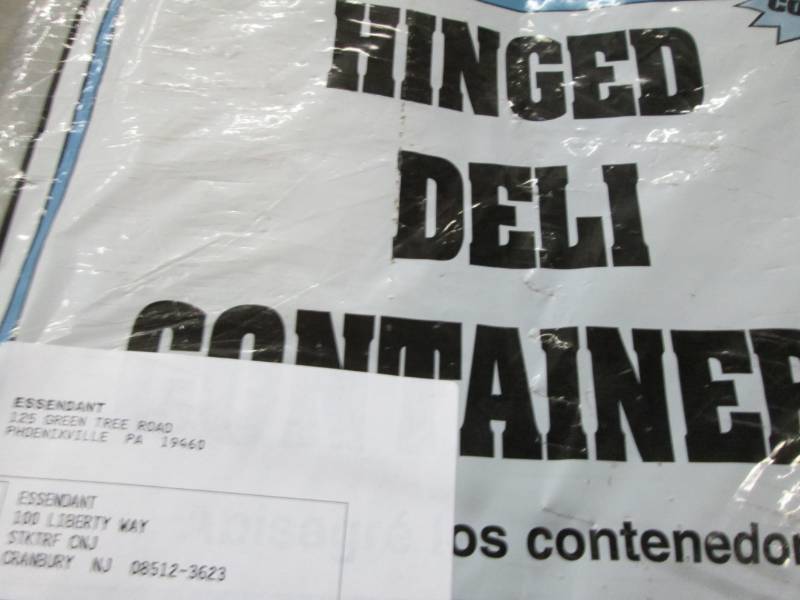 HINGED
DELI
CONTAINER
ESSENDANT
125 GREEN TREE ROAD
PHOENIXVILLE PA 19460
ESSENDANT
100 LIBERTY WAY
STKTRF CNJ
CRANBURY NJ 08512-3623
os contenedor